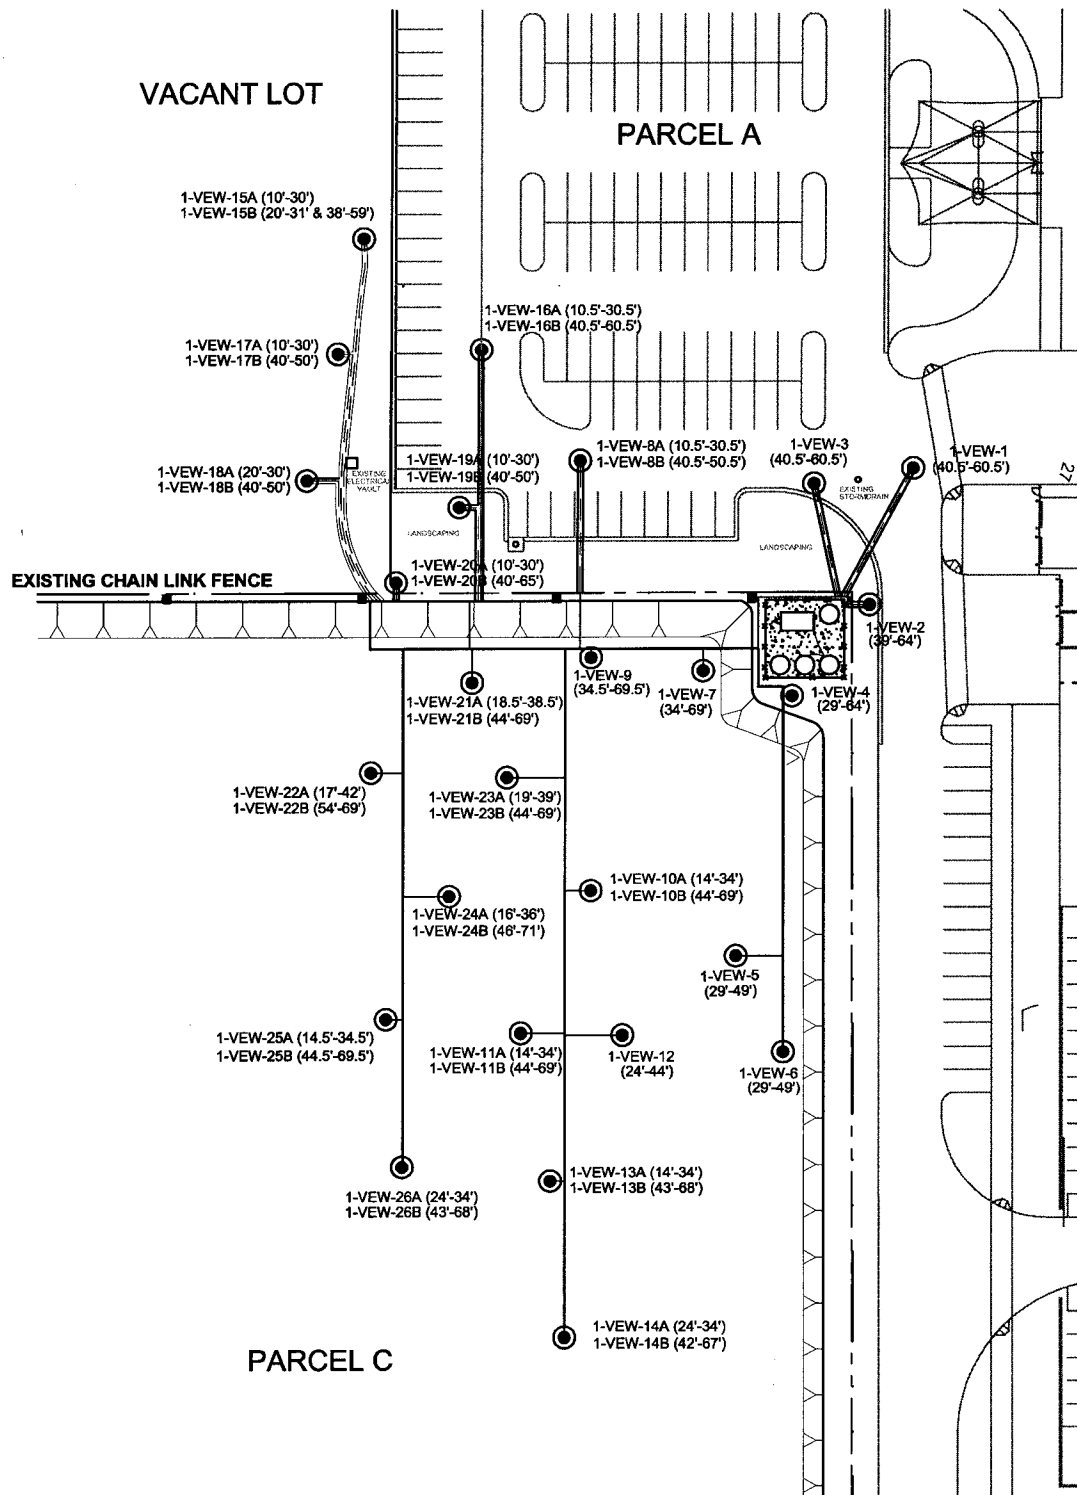 VACANT LOT
PARCEL A
1-VEW-15A (10'-30')
1-VEW-15B (20'-31' & 38'-59')
1-VEW-16A (10.5'-30.5')
1-VEW-16B (40.5'-60.5')
1-VEW-17A (10'-30')
1-VEW-17B (40'-50')
1-VEW-18A (20'-30')
1-VEW-18B (40'-50')
EXISTING
ELECTRICAL
VAULT
1-VEW-19A (10'-30')
1-VEW-19B (40'-50')
1-VEW-8A (10.5'-30.5')
1-VEW-8B (40.5'-50.5')
1-VEW-3
(40.5'-60.5')
1-VEW-1
(40.5'-60.5')
27
EXISTING
STORMDRAIN
LANDSCAPING
LANDSCAPING
1-VEW-20A (10'-30')
1-VEW-20B (40'-65')
EXISTING CHAIN LINK FENCE
1-VEW-2
(39'-64')
1-VEW-9
(34.5'-69.5')
1-VEW-7
(34'-69')
1-VEW-4
(29'-64')
1-VEW-21A (18.5'-38.5')
1-VEW-21B (44'-69')
1-VEW-22A (17'-42')
1-VEW-22B (54'-69')
1-VEW-23A (19'-39')
1-VEW-23B (44'-69')
1-VEW-10A (14'-34')
1-VEW-10B (44'-69')
1-VEW-24A (16'-36')
1-VEW-24B (46'-71')
1-VEW-5
(29'-49')
1-VEW-25A (14.5'-34.5')
1-VEW-25B (44.5'-69.5')
1-VEW-11A (14'-34')
1-VEW-11B (44'-69')
1-VEW-12
(24'-44')
1-VEW-6
(29'-49')
1-VEW-13A (14'-34')
1-VEW-13B (43'-68')
1-VEW-26A (24'-34')
1-VEW-26B (43'-68')
1-VEW-14A (24'-34')
1-VEW-14B (42'-67')
PARCEL C